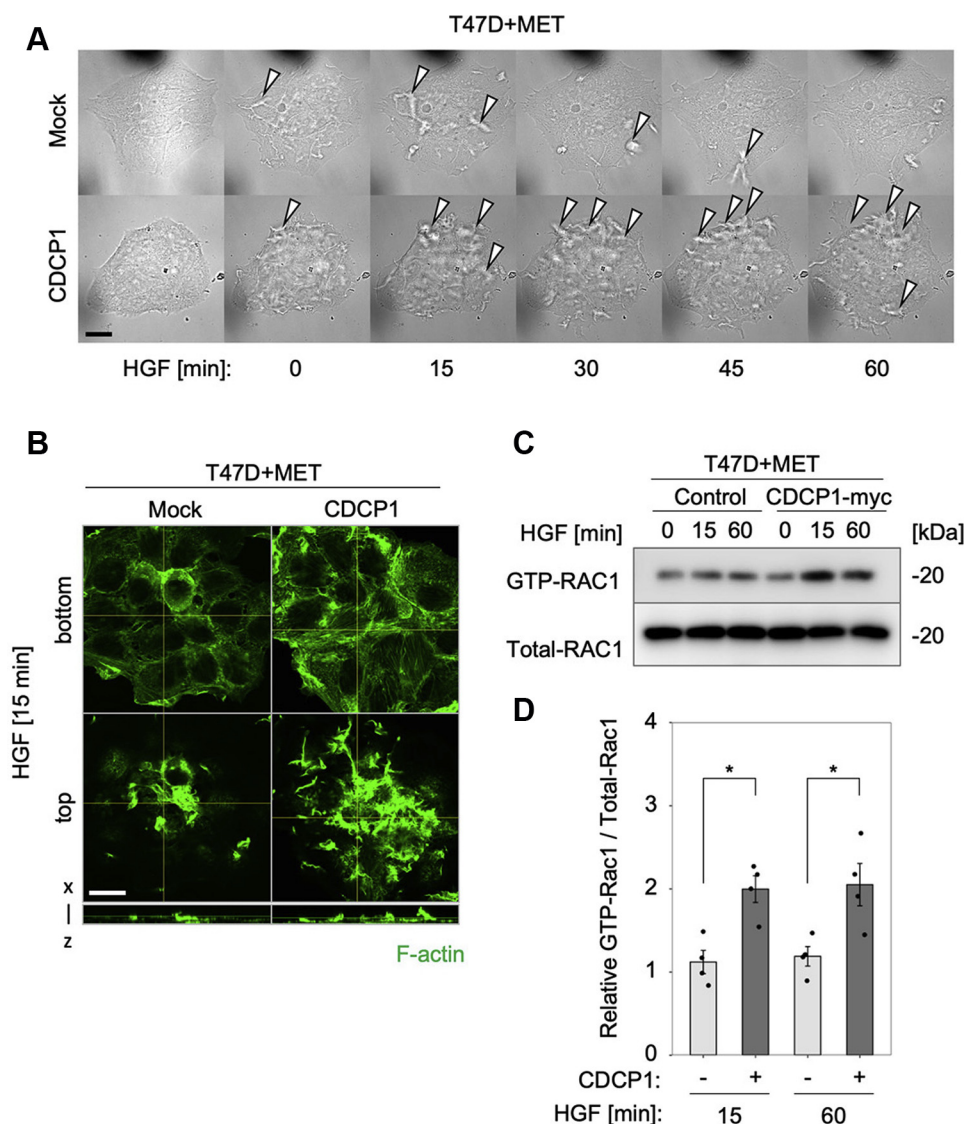 A
T47D+MET
Mock
CDCP1
HGF [min]: 0 15 30 45 60
B
T47D+MET
Mock CDCP1
HGF [15 min]
bottom
top
x
z
F-actin
C
T47D+MET
Control CDCP1-myc
HGF [min] 0 15 60 0 15 60 [kDa]
GTP-RAC1 -20
Total-RAC1 -20
D
Relative GTP-Rac1 / Total-Rac1
4
3
2
1
0
* *
CDCP1: - + - +
HGF [min]: 15 60